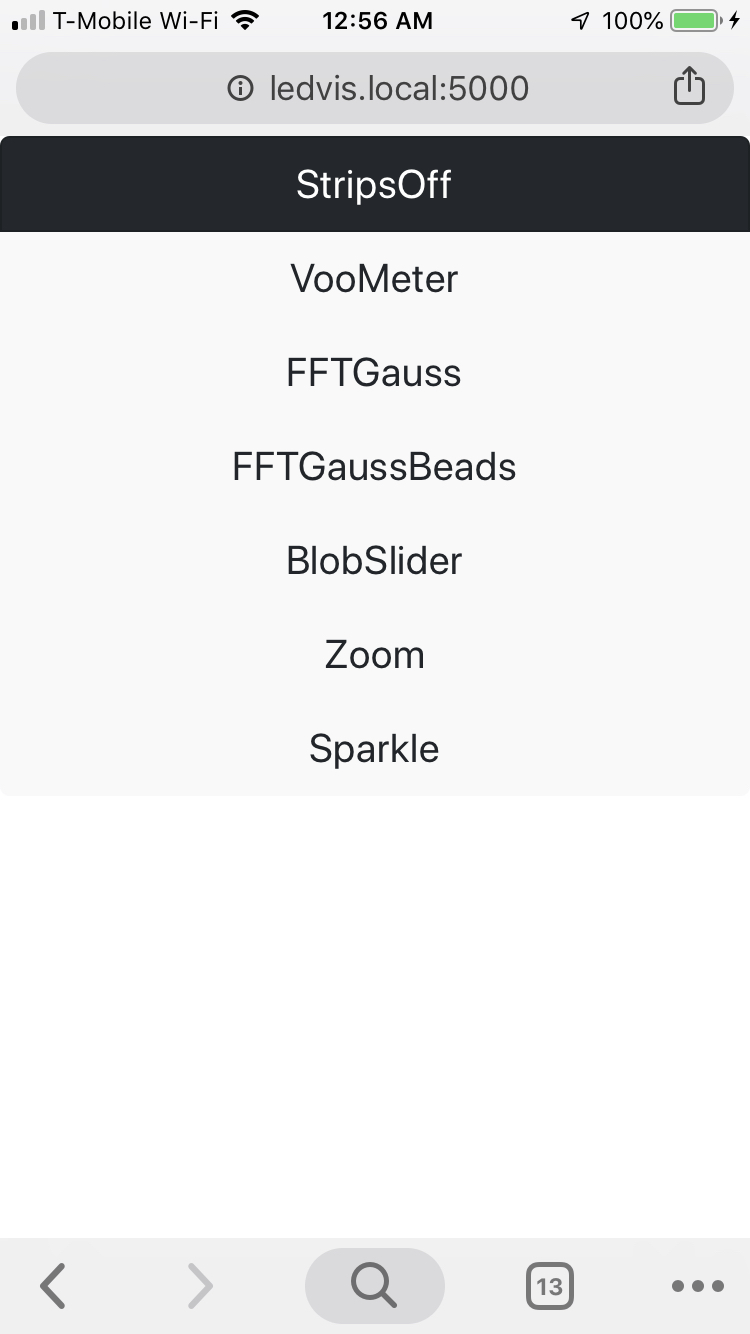 T-Mobile Wi-Fi 12:56 AM 100%
ledvis.local:5000
StripsOff
VooMeter
FFTGauss
FFTGaussBeads
BlobSlider
Zoom
Sparkle
13